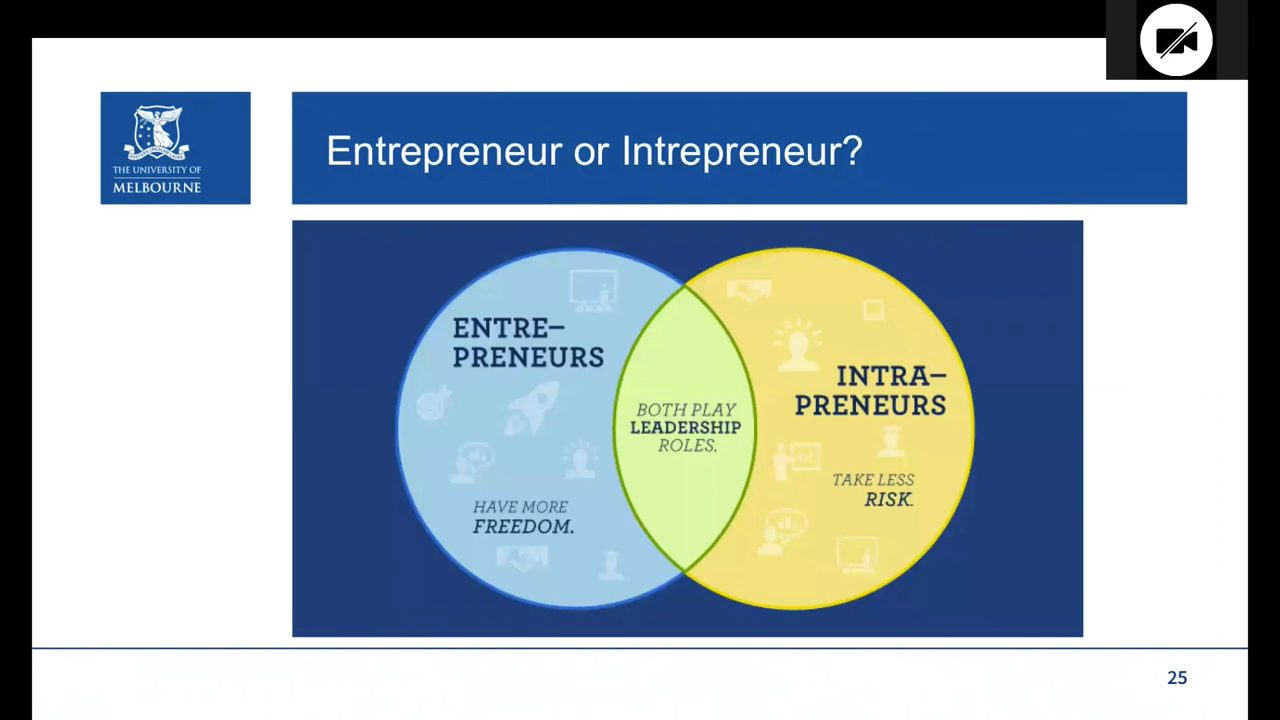 THE UNIVERSITY OF
MELBOURNE
Entrepreneur or Intrepreneur?
ENTRE–
PRENEURS
HAVE MORE
FREEDOM.
BOTH PLAY
LEADERSHIP
ROLES.
INTRA–
PRENEURS
TAKE LESS
RISK.
25